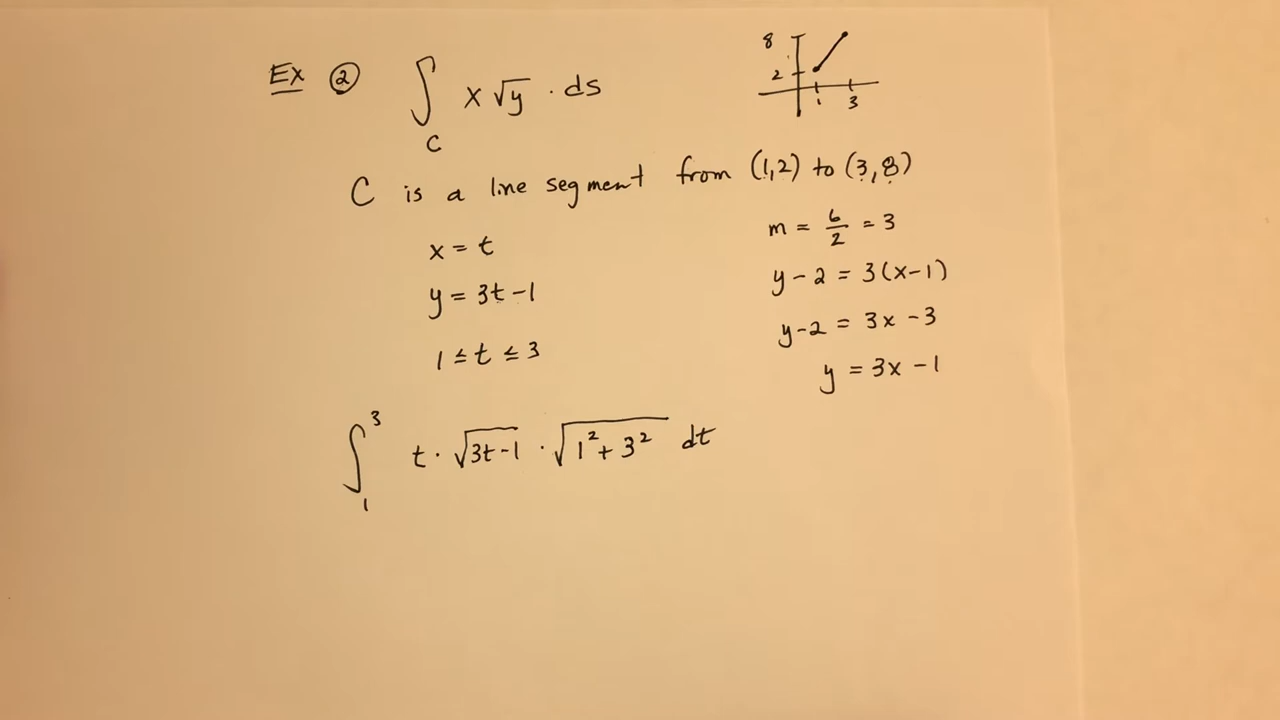 Ex ② ∫_C x √y · ds
8
2
1 3
C is a line segment from (1,2) to (3,8)
x = t
y = 3t - 1
1 ≤ t ≤ 3
m = 6/2 = 3
y - 2 = 3(x-1)
y-2 = 3x - 3
y = 3x - 1
∫_1^3 t · √(3t-1) · √(1² + 3²) dt